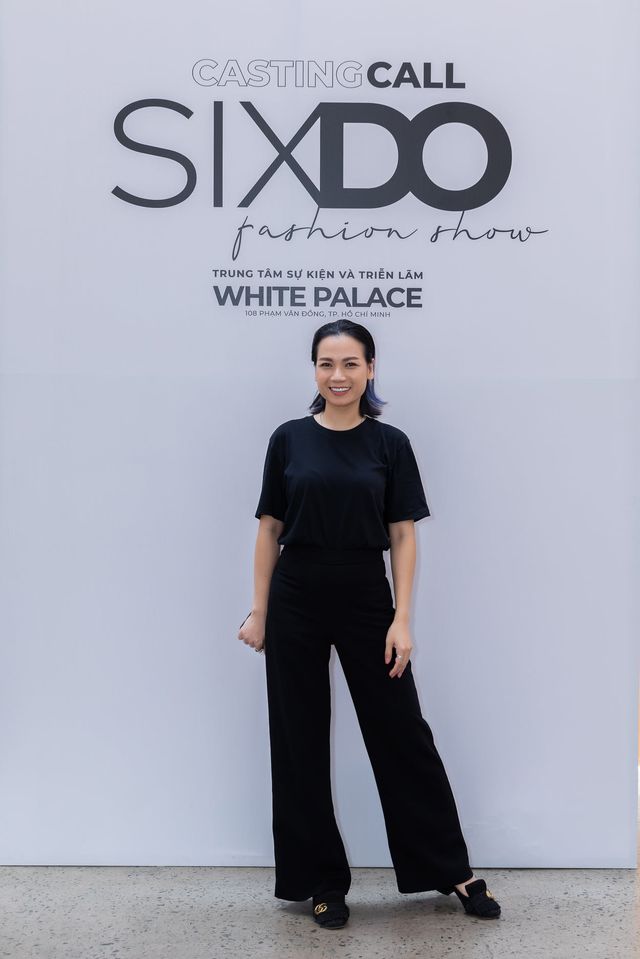 CASTING CALL
SIXDO
fashion show
TRUNG TÂM SỰ KIỆN VÀ TRIỄN LÃM
WHITE PALACE
108 PHẠM VĂN ĐỒNG, TP. HỒ CHÍ MINH